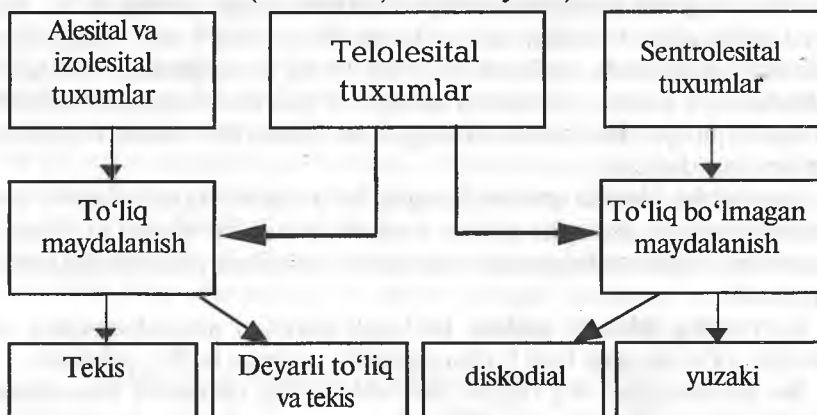 Alesital va
izolesital
tuxumlar
Telolesital
tuxumlar
Sentrolesital
tuxumlar
To‘liq
maydalanish
To‘liq bo‘lmagan
maydalanish
Tekis
Deyarli to‘liq
va tekis
diskodial
yuzaki